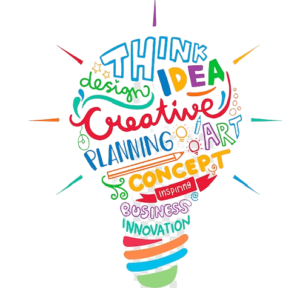 THINK
design IDEA
Creative
PLANNING ART
CONCEPT
inspiring
BUSINESS
INNOVATION